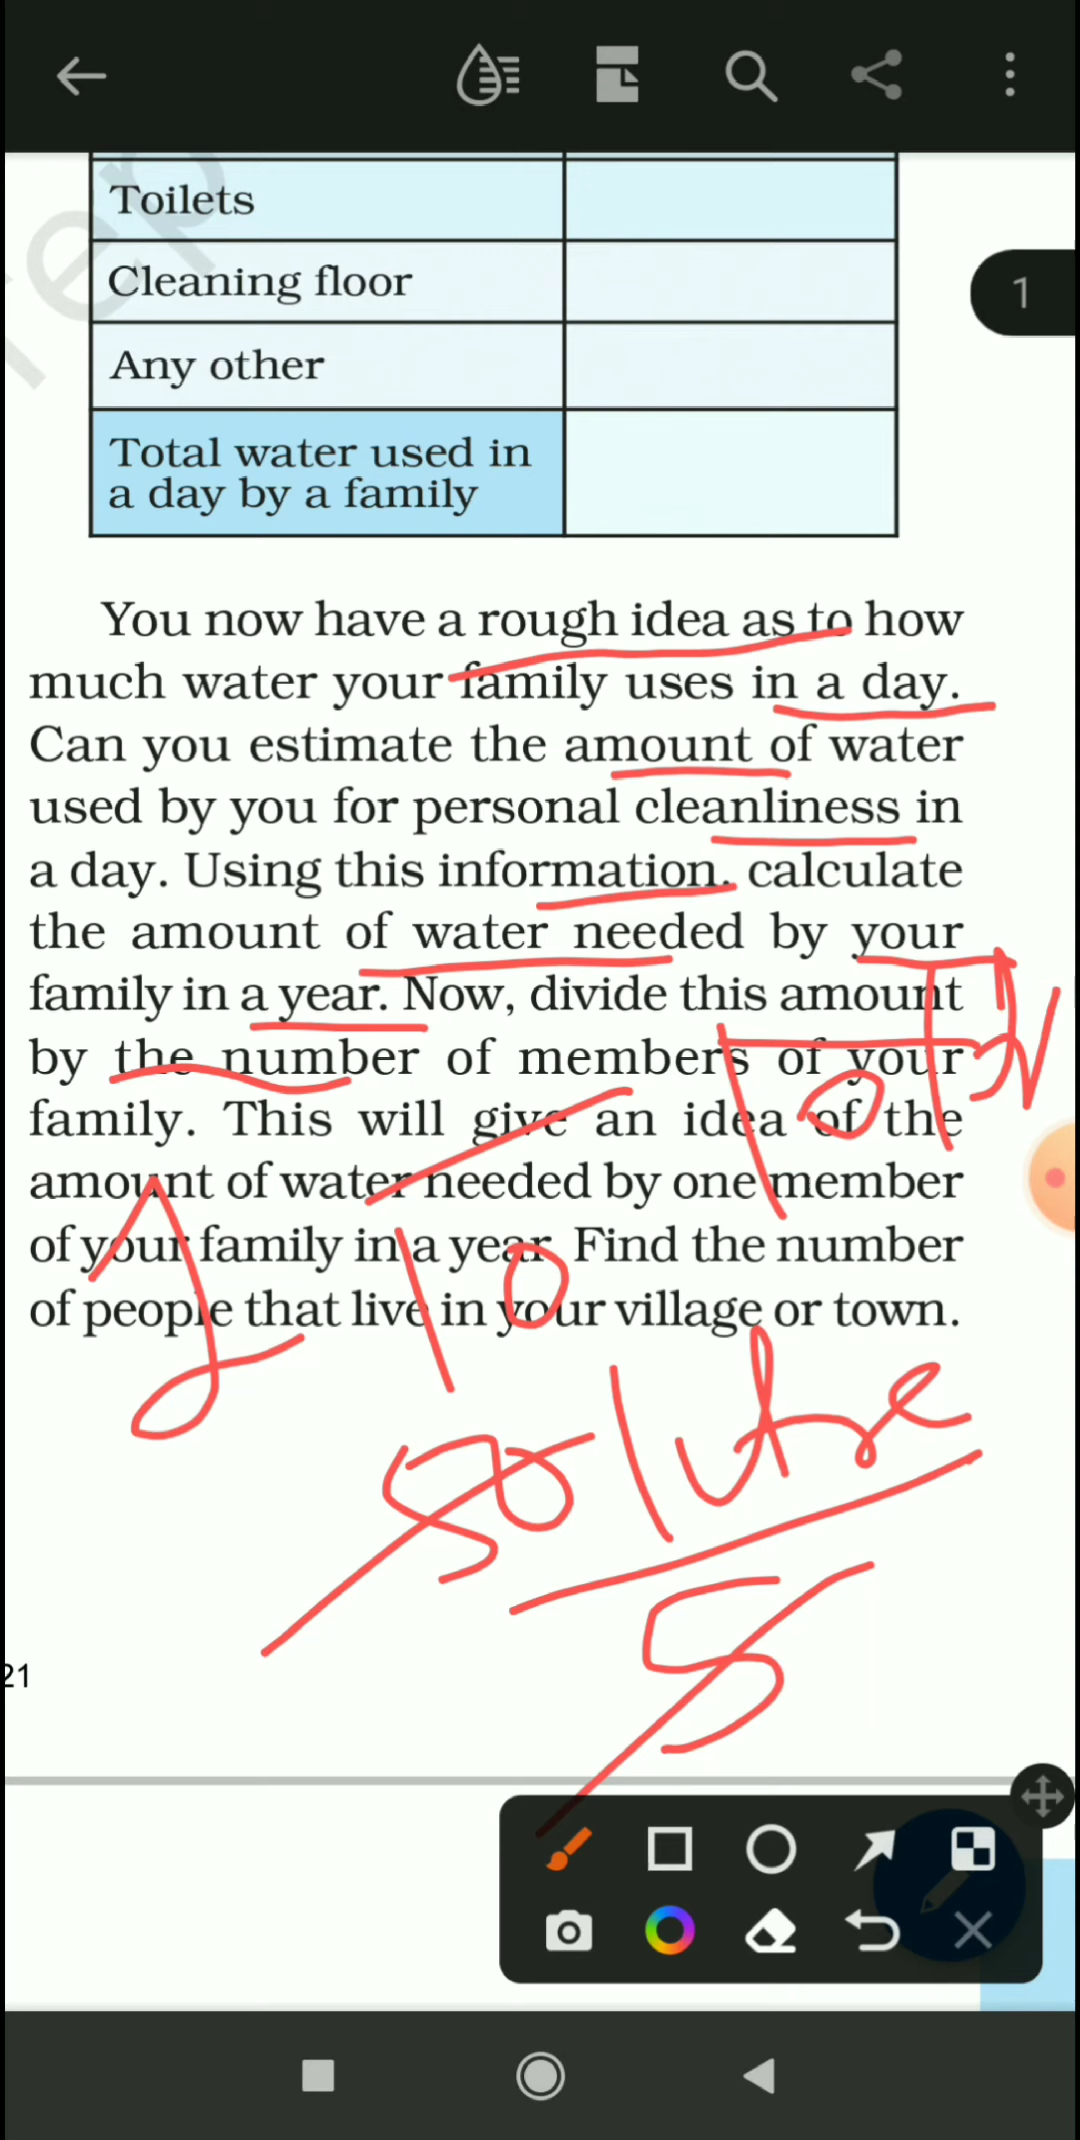 Toilets
1
Cleaning floor
Any other
Total water used in
a day by a family
You now have a rough idea as to how
much water your family uses in a day.
Can you estimate the amount of water
used by you for personal cleanliness in
a day. Using this information, calculate
the amount of water needed by your
family in a year. Now, divide this amount
by the number of members of your
family. This will give an idea of the
amount of water needed by one member
of your family in a year. Find the number
of people that live in your village or town.
10
50 litre
5
21